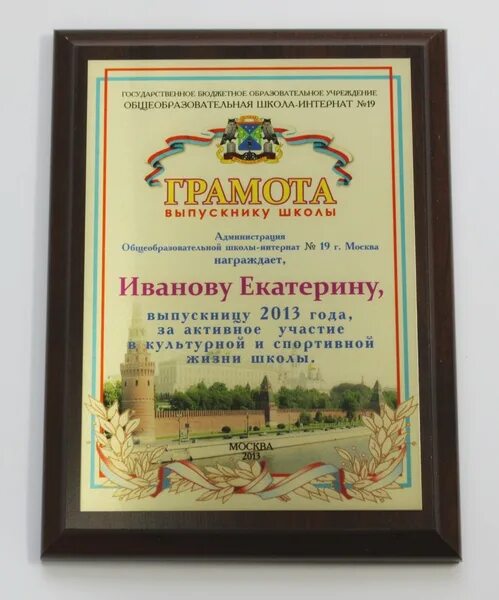 ГОСУДАРСТВЕННОЕ БЮДЖЕТНОЕ ОБРАЗОВАТЕЛЬНОЕ УЧРЕЖДЕНИЕ
ОБЩЕОБРАЗОВАТЕЛЬНАЯ ШКОЛА-ИНТЕРНАТ №19
ГРАМОТА
ВЫПУСКНИКУ ШКОЛЫ
Администрация
Общеобразовательной школы-интернат № 19 г. Москва
награждает,
Иванову Екатерину,
выпускницу 2013 года,
за активное участие
в культурной и спортивной
жизни школы.
МОСКВА
2013